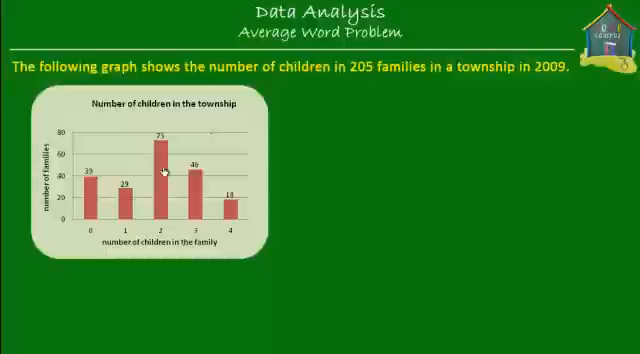 Data Analysis
Average Word Problem
CAMPUS
The following graph shows the number of children in 205 families in a township in 2009.
Number of children in the township
number of families
80
60
40
20
0
39
29
73
46
18
0 1 2 3 4
number of children in the family